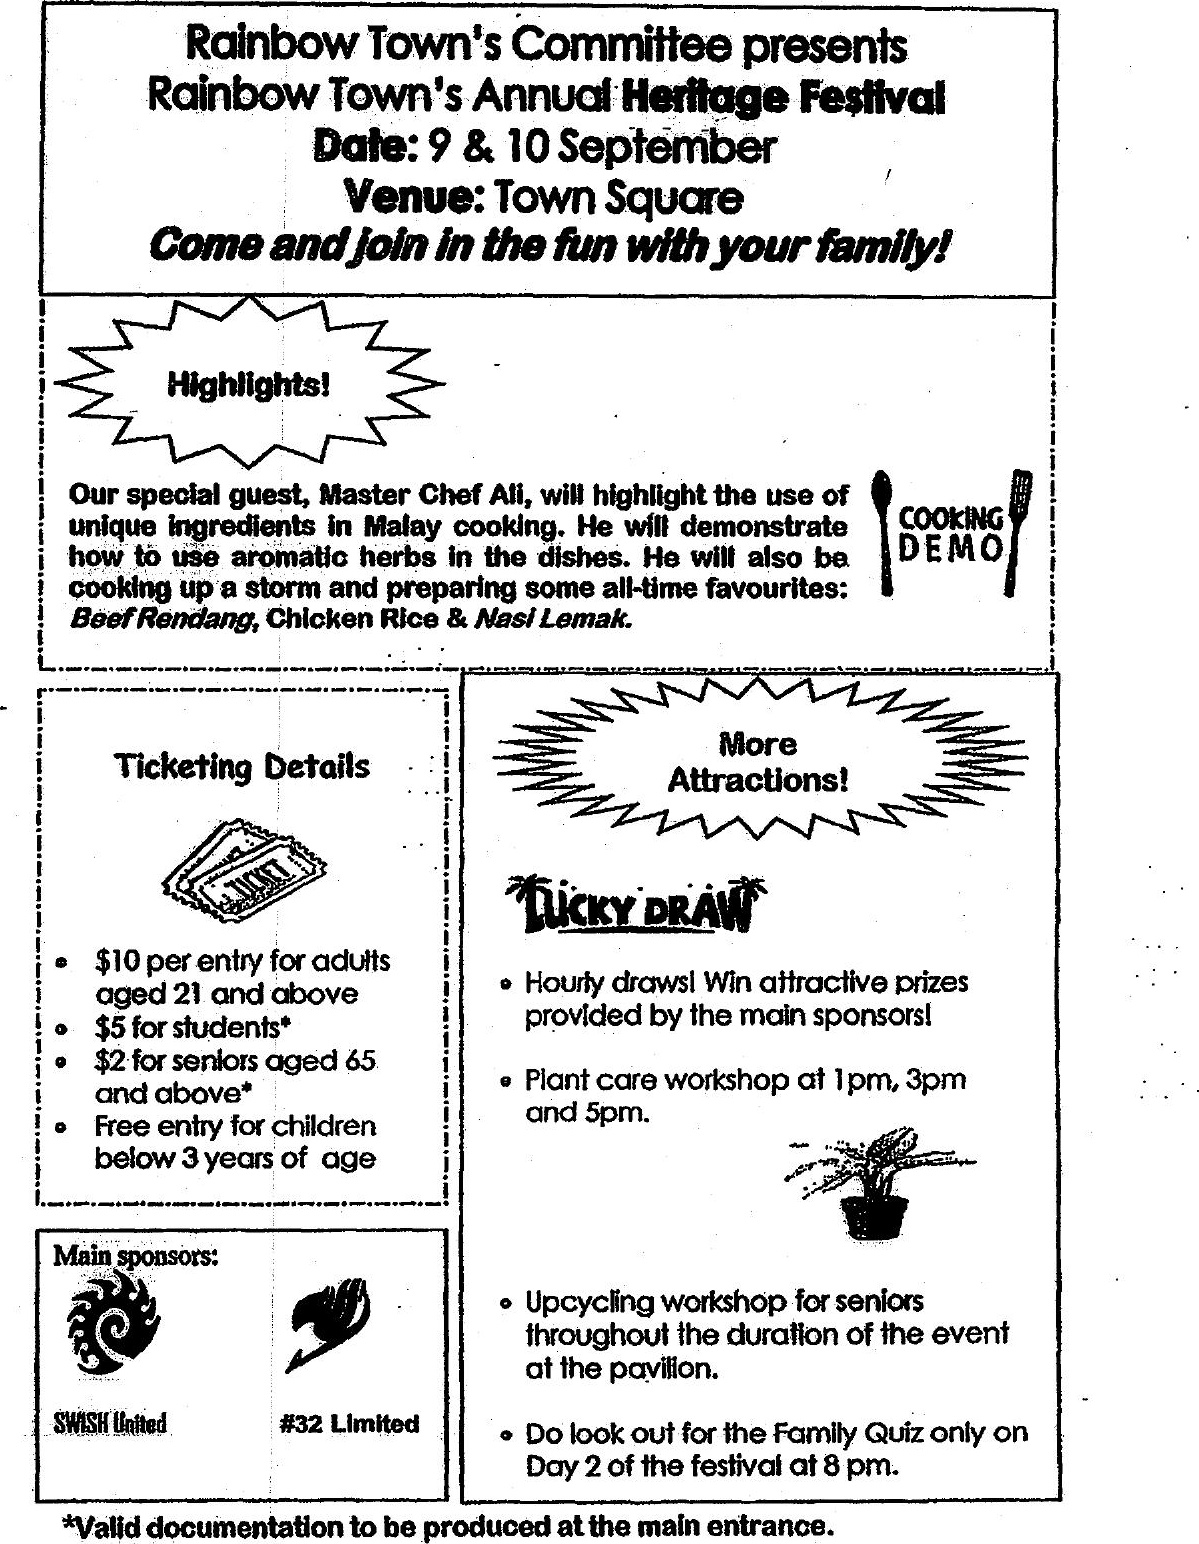 Rainbow Town's Committee presents
Rainbow Town's Annual Heritage Festival
Date: 9 & 10 September
Venue: Town Square
Come and join in the fun with your family!
Highlights!
Our special guest, Master Chef Ali, will highlight the use of
unique ingredients in Malay cooking. He will demonstrate
how to use aromatic herbs in the dishes. He will also be
cooking up a storm and preparing some all-time favourites:
Beef Rendang, Chicken Rice & Nasi Lemak.
COOKING
DEMO
Ticketing Details
TICKET
• $10 per entry for adults
aged 21 and above
• $5 for students*
• $2 for seniors aged 65
and above*
• Free entry for children
below 3 years of age
Main sponsors:
SWISH United
#32 Limited
More
Attractions!
LUCKY DRAW
• Hourly draws! Win attractive prizes
provided by the main sponsors!
• Plant care workshop at 1pm, 3pm
and 5pm.
• Upcycling workshop for seniors
throughout the duration of the event
at the pavilion.
• Do look out for the Family Quiz only on
Day 2 of the festival at 8 pm.
*Valid documentation to be produced at the main entrance.